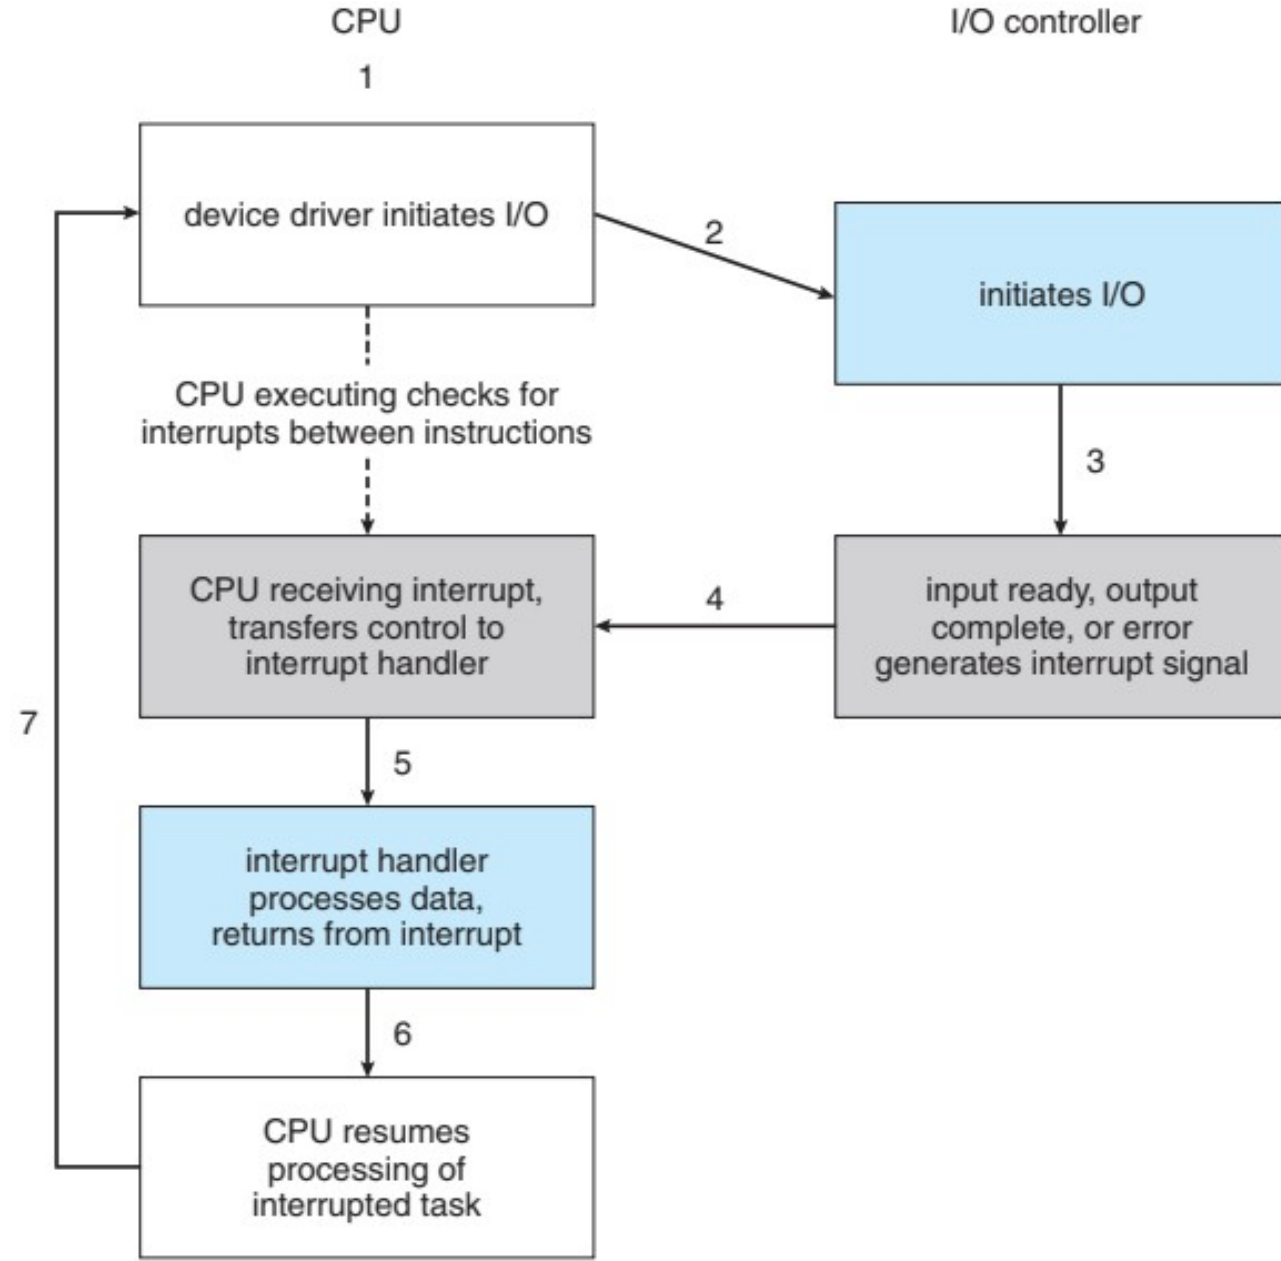 CPU
I/O controller
1
device driver initiates I/O
2
initiates I/O
CPU executing checks for
interrupts between instructions
3
CPU receiving interrupt,
transfers control to
interrupt handler
4
input ready, output
complete, or error
generates interrupt signal
7
5
interrupt handler
processes data,
returns from interrupt
6
CPU resumes
processing of
interrupted task